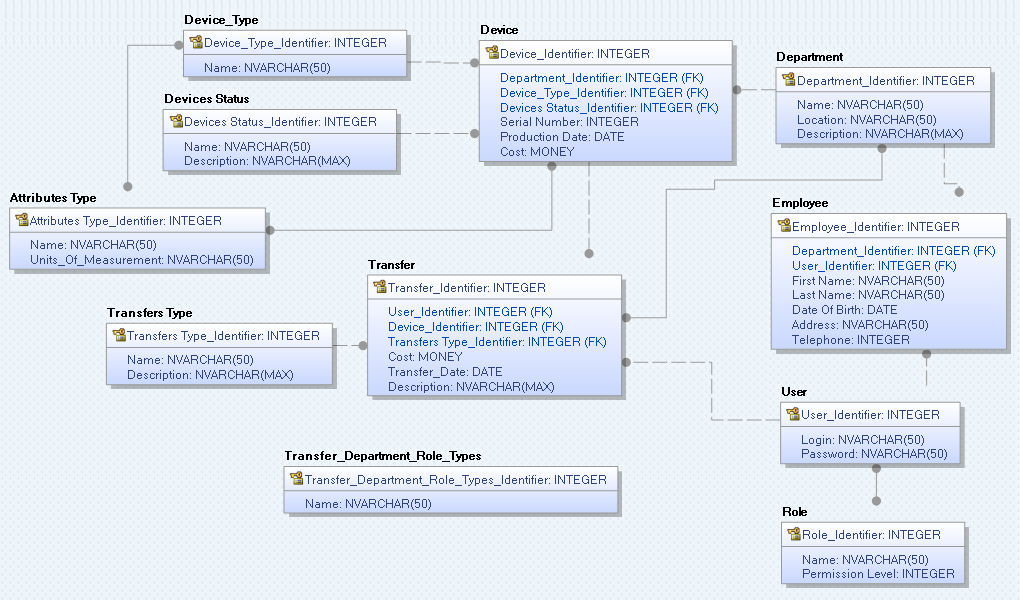 Device_Type
Device_Type_Identifier: INTEGER
Name: NVARCHAR(50)
Device
Device_Identifier: INTEGER
Department_Identifier: INTEGER (FK)
Device_Type_Identifier: INTEGER (FK)
Devices Status_Identifier: INTEGER (FK)
Serial Number: INTEGER
Production Date: DATE
Cost: MONEY
Department
Department_Identifier: INTEGER
Name: NVARCHAR(50)
Location: NVARCHAR(50)
Description: NVARCHAR(MAX)
Devices Status
Devices Status_Identifier: INTEGER
Name: NVARCHAR(50)
Description: NVARCHAR(MAX)
Attributes Type
Attributes Type_Identifier: INTEGER
Name: NVARCHAR(50)
Units_Of_Measurement: NVARCHAR(50)
Employee
Employee_Identifier: INTEGER
Department_Identifier: INTEGER (FK)
User_Identifier: INTEGER (FK)
First Name: NVARCHAR(50)
Last Name: NVARCHAR(50)
Date Of Birth: DATE
Address: NVARCHAR(50)
Telephone: INTEGER
Transfer
Transfer_Identifier: INTEGER
User_Identifier: INTEGER (FK)
Device_Identifier: INTEGER (FK)
Transfers Type_Identifier: INTEGER (FK)
Cost: MONEY
Transfer_Date: DATE
Description: NVARCHAR(MAX)
Transfers Type
Transfers Type_Identifier: INTEGER
Name: NVARCHAR(50)
Description: NVARCHAR(MAX)
User
User_Identifier: INTEGER
Login: NVARCHAR(50)
Password: NVARCHAR(50)
Transfer_Department_Role_Types
Transfer_Department_Role_Types_Identifier: INTEGER
Name: NVARCHAR(50)
Role
Role_Identifier: INTEGER
Name: NVARCHAR(50)
Permission Level: INTEGER